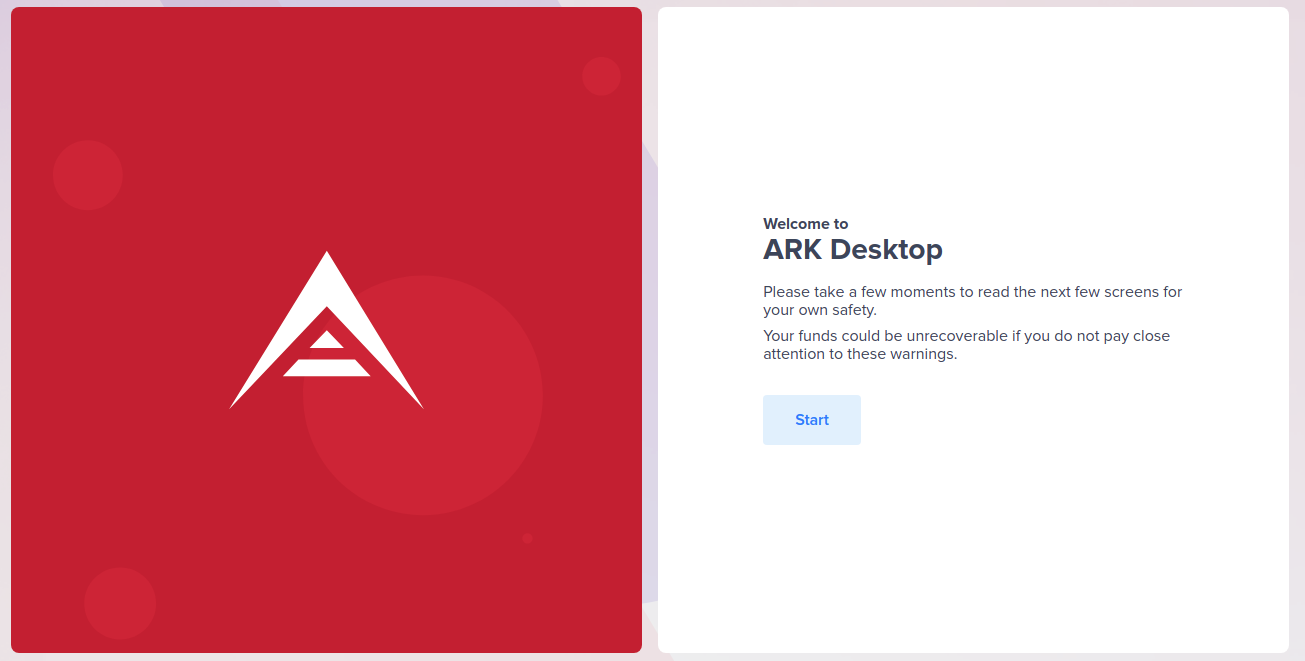 Welcome to
ARK Desktop
Please take a few moments to read the next few screens for
your own safety.
Your funds could be unrecoverable if you do not pay close
attention to these warnings.
Start